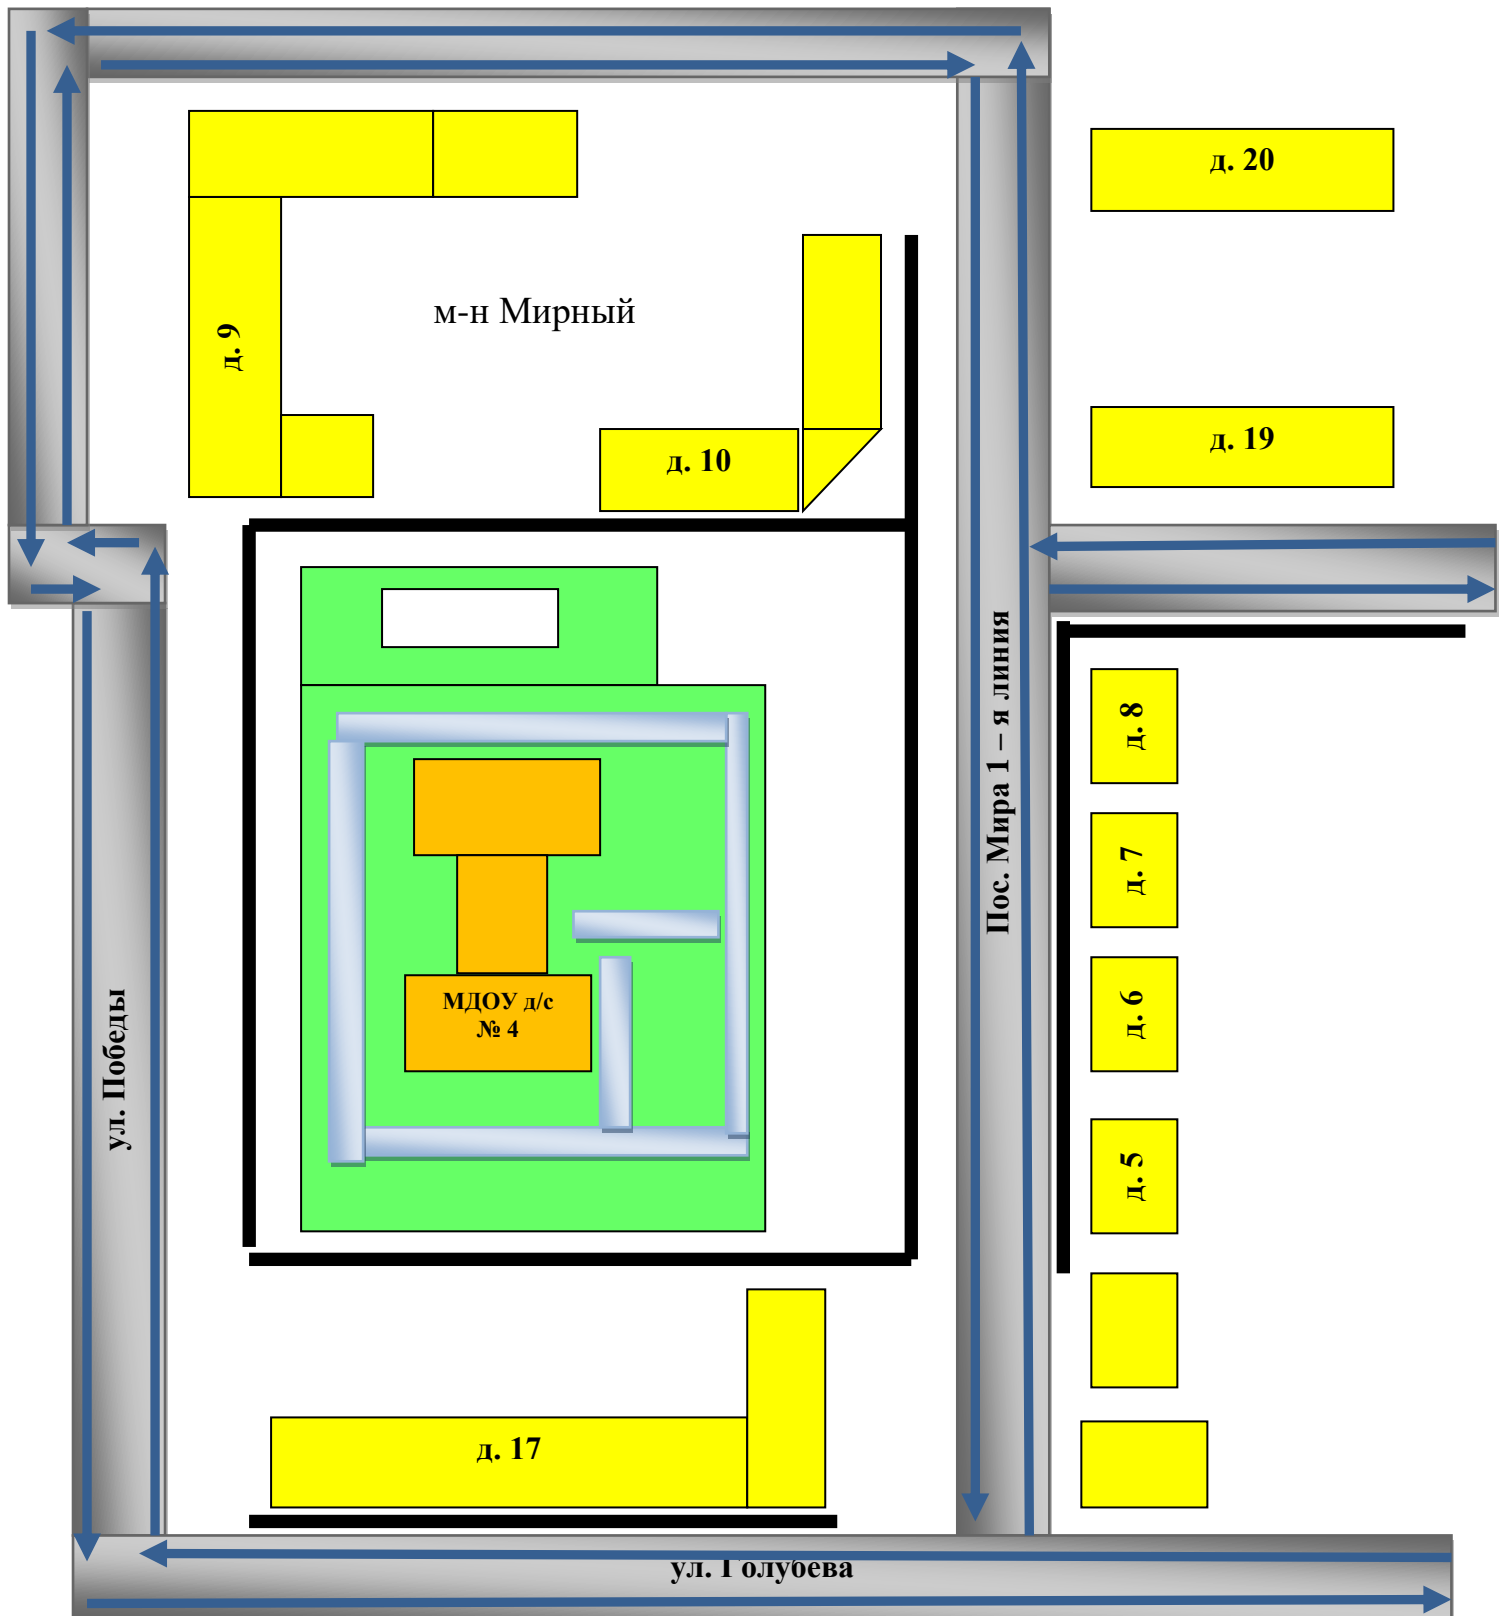 д. 20
д. 9
м-н Мирный
д. 19
д. 10
Пос. Мира 1 – я линия
д. 8
д. 7
д. 6
МДОУ д/с
№ 4
ул. Победы
д. 5
д. 17
ул. Голубева